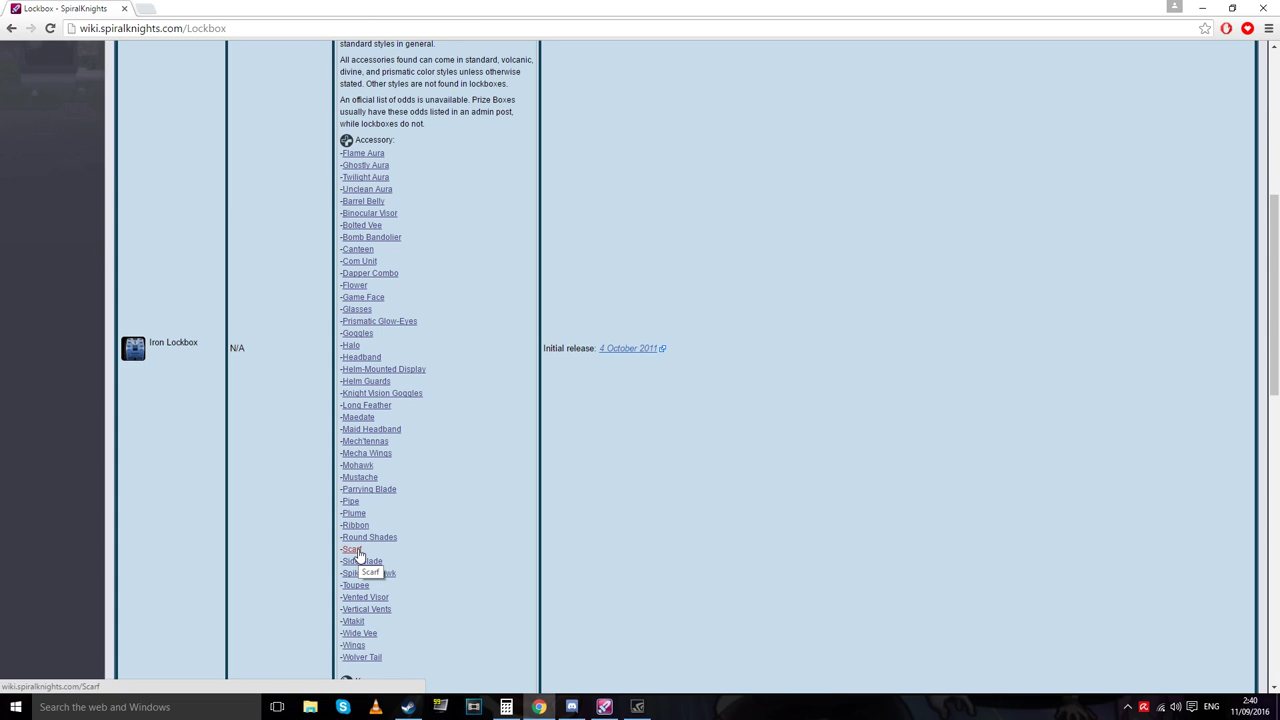 Lockbox - SpiralKnights
wiki.spiralknights.com/Lockbox
standard styles in general.
All accessories found can come in standard, volcanic,
divine, and prismatic color styles unless otherwise
stated. Other styles are not found in lockboxes.
An official list of odds is unavailable. Prize Boxes
usually have these odds listed in an admin post,
while lockboxes do not.
Accessory:
-Flame Aura
-Ghostly Aura
-Twilight Aura
-Unclean Aura
-Barrel Belly
-Binocular Visor
-Bolted Vee
-Bomb Bandolier
-Canteen
-Com Unit
-Dapper Combo
-Flower
-Game Face
-Glasses
-Prismatic Glow-Eyes
-Goggles
-Halo
Iron Lockbox
N/A
Initial release: 4 October 2011
-Headband
-Helm-Mounted Display
-Helm Guards
-Knight Vision Goggles
-Long Feather
-Maedate
-Maid Headband
-Mech'tennas
-Mecha Wings
-Mohawk
-Mustache
-Parrying Blade
-Pipe
-Plume
-Ribbon
-Round Shades
-Scarf
-Side Blade
Scarf
-Toupee
-Vented Visor
-Vertical Vents
-Vitakit
-Wide Vee
-Wings
-Wolver Tail
wiki.spiralknights.com/Scarf
Search the web and Windows
ENG
2:40
11/09/2016